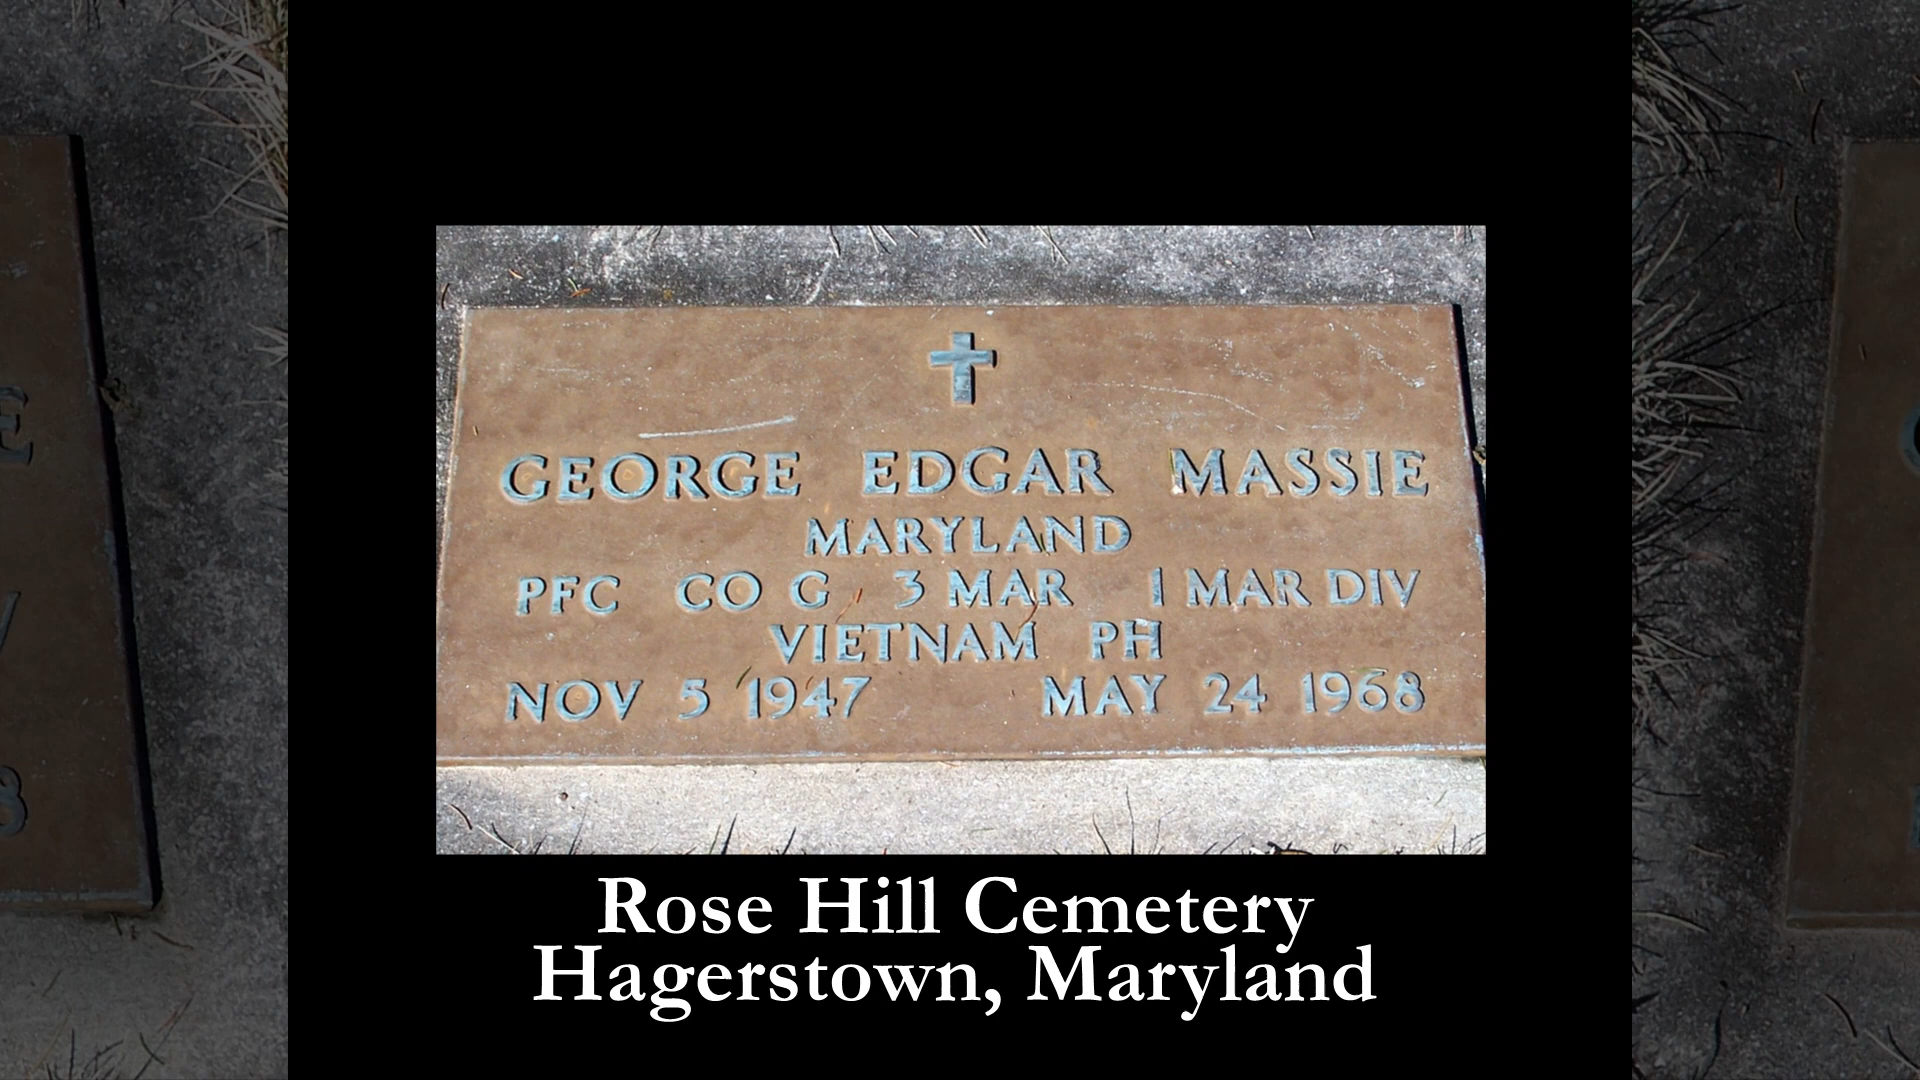 GEORGE EDGAR MASSIE
MARYLAND
PFC CO G 3 MAR 1 MAR DIV
VIETNAM PH
NOV 5 1947 MAY 24 1968
Rose Hill Cemetery
Hagerstown, Maryland